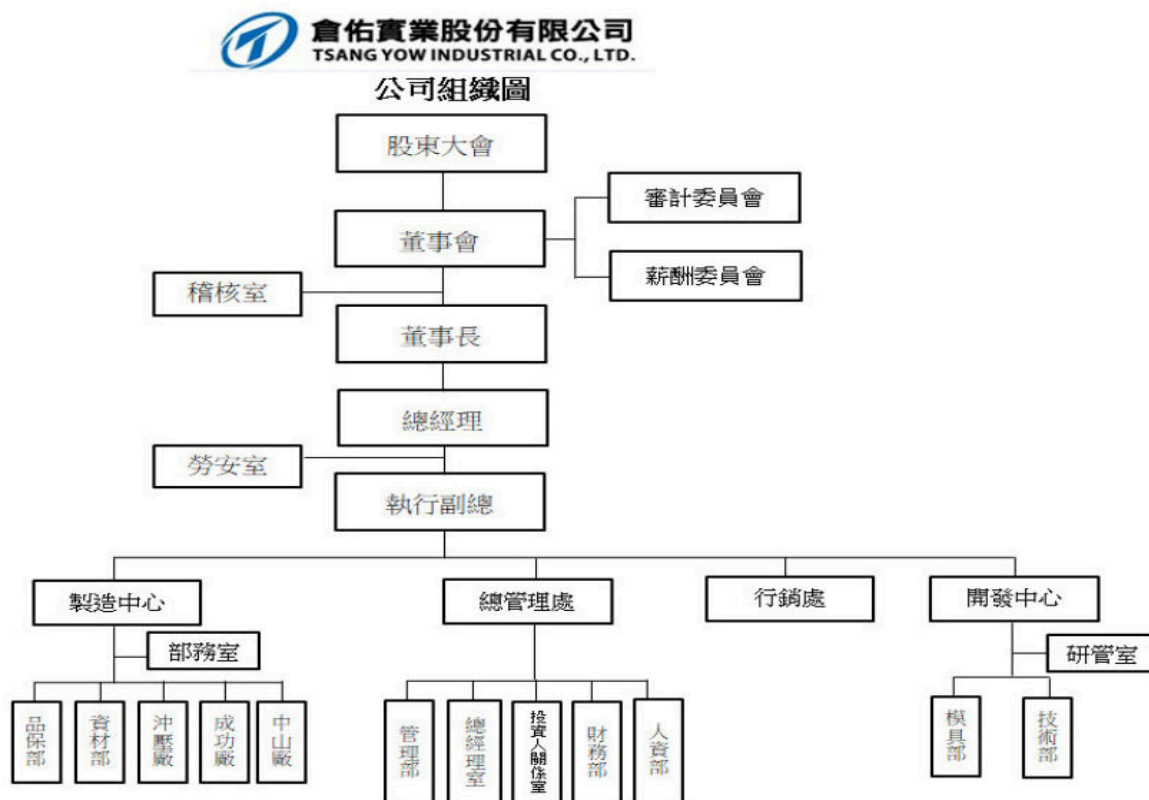 倉佑實業股份有限公司
TSANG YOW INDUSTRIAL CO., LTD.
公司組織圖
股東大會
審計委員會
董事會
薪酬委員會
稽核室
董事長
總經理
勞安室
執行副總
製造中心
總管理處
行銷處
開發中心
部務室
研管室
品保部
資材部
沖壓廠
成功廠
中山廠
管理部
總經理室
投資人關係室
財務部
人資部
模具部
技術部